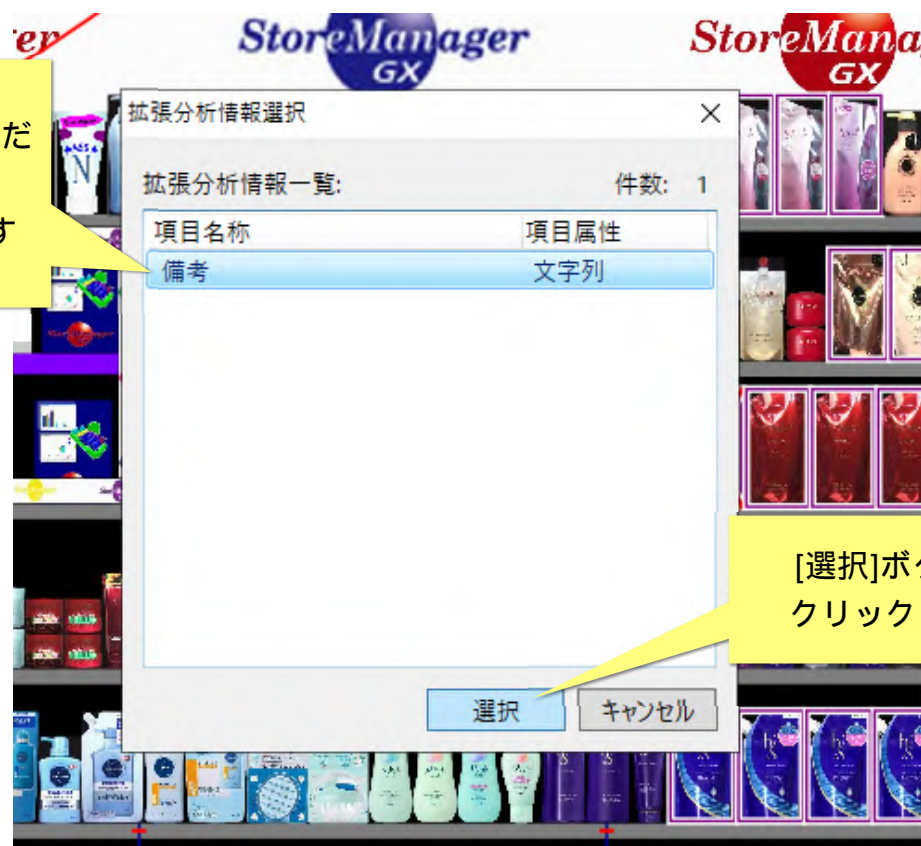 er
StoreManager
GX
StoreMana
GX
だ
す
拡張分析情報選択
拡張分析情報一覧:
件数: 1
項目名称 項目属性
備考 文字列
[選択]ボ
クリック
選択 キャンセル